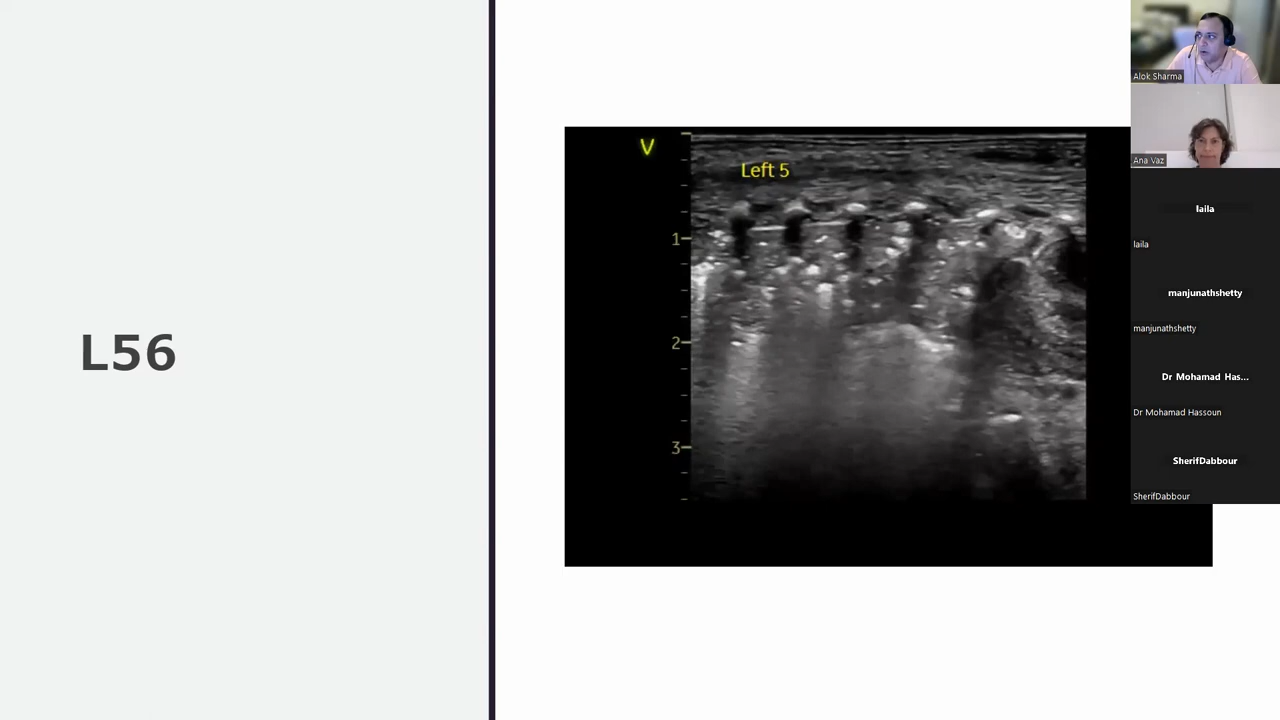 L56
V
Left 5
1
2
3
Alok Sharma
Ana Vaz
laila
laila
manjunathshetty
manjunathshetty
Dr Mohamad Has...
Dr Mohamad Hassoun
SherifDabbour
SherifDabbour